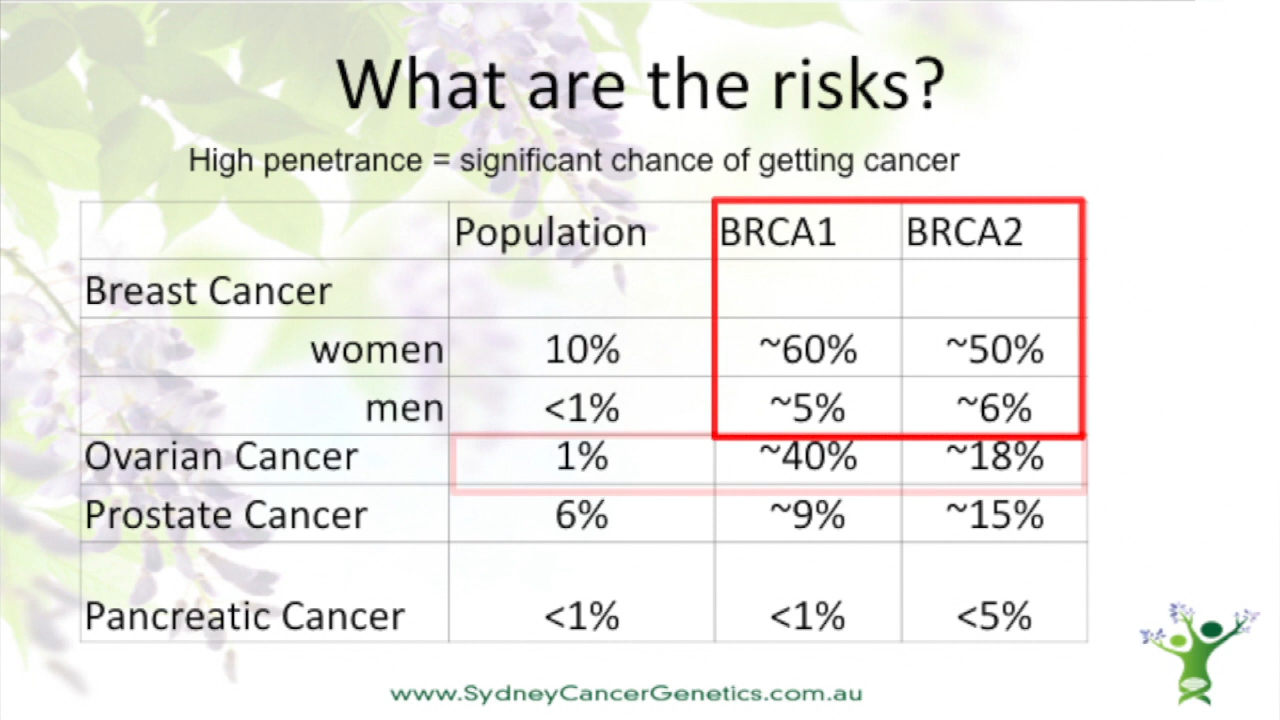 What are the risks?
High penetrance = significant chance of getting cancer
Population BRCA1 BRCA2
Breast Cancer
women 10% ~60% ~50%
men <1% ~5% ~6%
Ovarian Cancer 1% ~40% ~18%
Prostate Cancer 6% ~9% ~15%
Pancreatic Cancer <1% <1% <5%
www.SydneyCancerGenetics.com.au